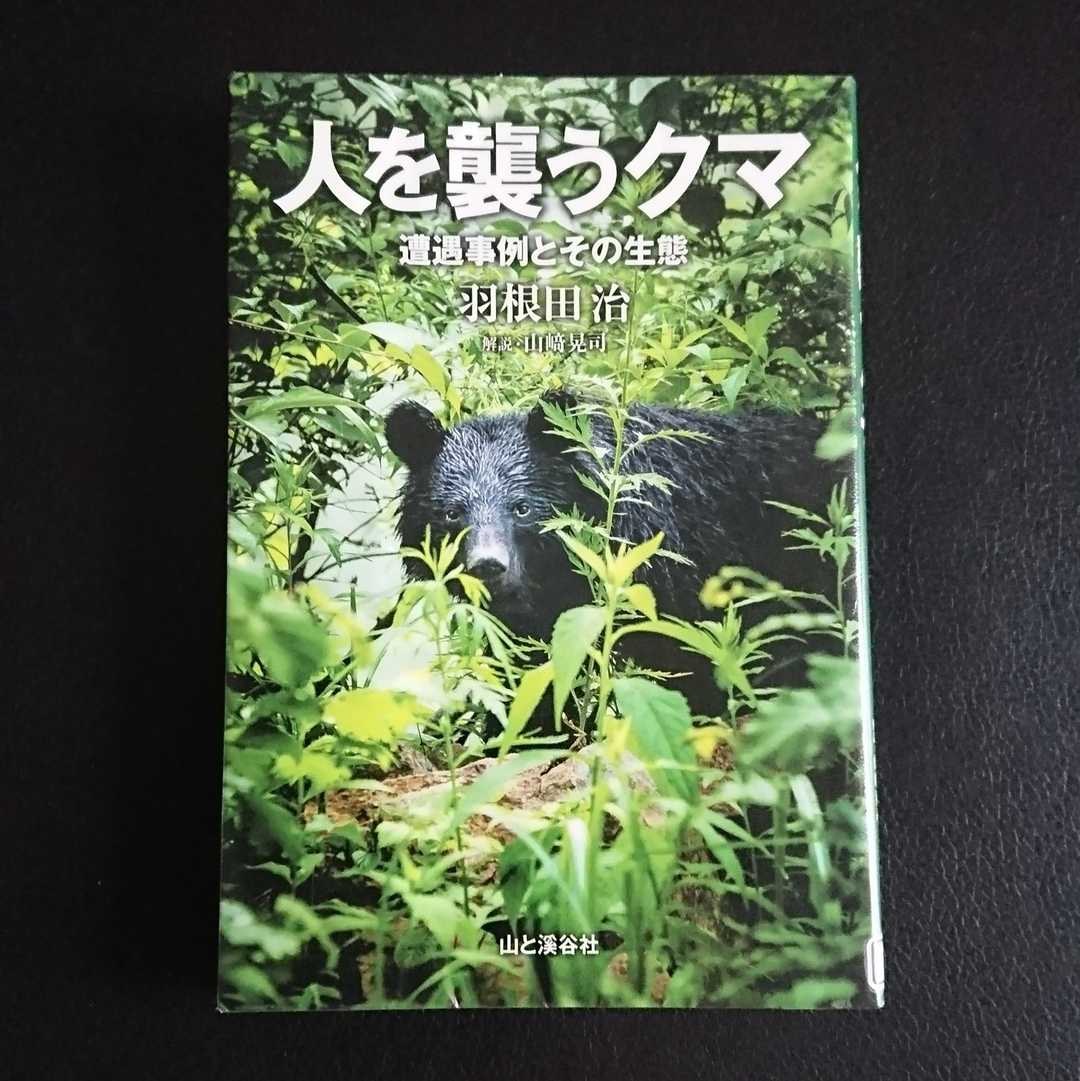 人を襲うクマ
遭遇事例とその生態
羽根田 治
解説・山﨑晃司
山と溪谷社